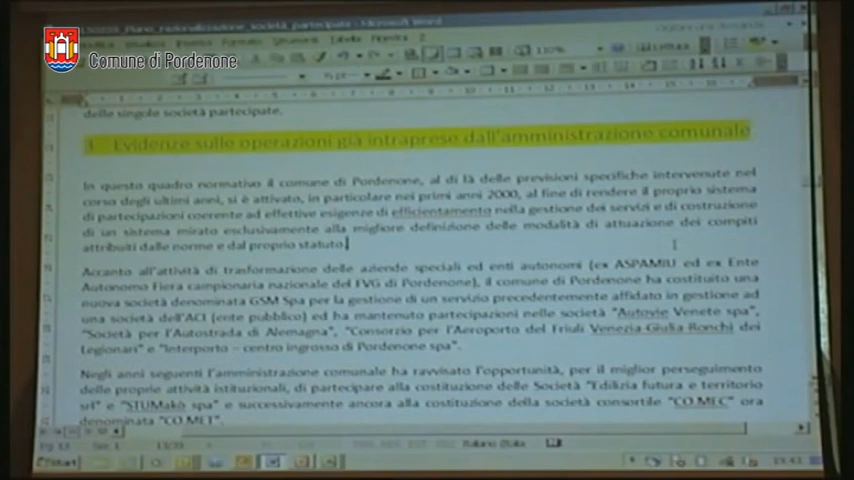 Comune di Pordenone
delle singole società partecipate.
3 Evidenze sulle operazioni già intraprese dall'amministrazione comunale
In questo quadro normativo il comune di Pordenone, al di là delle previsioni specifiche intervenute nel
corso degli ultimi anni, si è attivato, in particolare nei primi anni 2000, al fine di rendere il proprio sistema
di partecipazioni coerente ad effettive esigenze di efficientamento nella gestione dei servizi e di costruzione
di un sistema mirato esclusivamente alla migliore definizione delle modalità di attuazione dei compiti
attribuiti dalle norme e dal proprio statuto
Accanto all'attività di trasformazione delle aziende speciali ed enti autonomi (ex ASPAMIU ed ex Ente
Autonomo Fiera campionaria nazionale del FVG di Pordenone), il comune di Pordenone ha costituito una
nuova società denominata GSM Spa per la gestione di un servizio precedentemente affidato in gestione ad
una società dell'ACI (ente pubblico) ed ha mantenuto partecipazioni nelle società "Autovie Venete spa",
"Società per l'Autostrada di Alemagna", "Consorzio per l'Aeroporto del Friuli Venezia Giulia Ronchi dei
Legionari" e "Interporto – centro ingrosso di Pordenone spa".
Negli anni seguenti l'amministrazione comunale ha ravvisato l'opportunità, per il miglior perseguimento
delle proprie attività istituzionali, di partecipare alla costituzione delle Società "Edilizia futura e territorio
srl" e "STUMakò spa" e successivamente ancora alla costituzione della società consortile "CO.MEC" ora
denominata "CO.MET".
Start